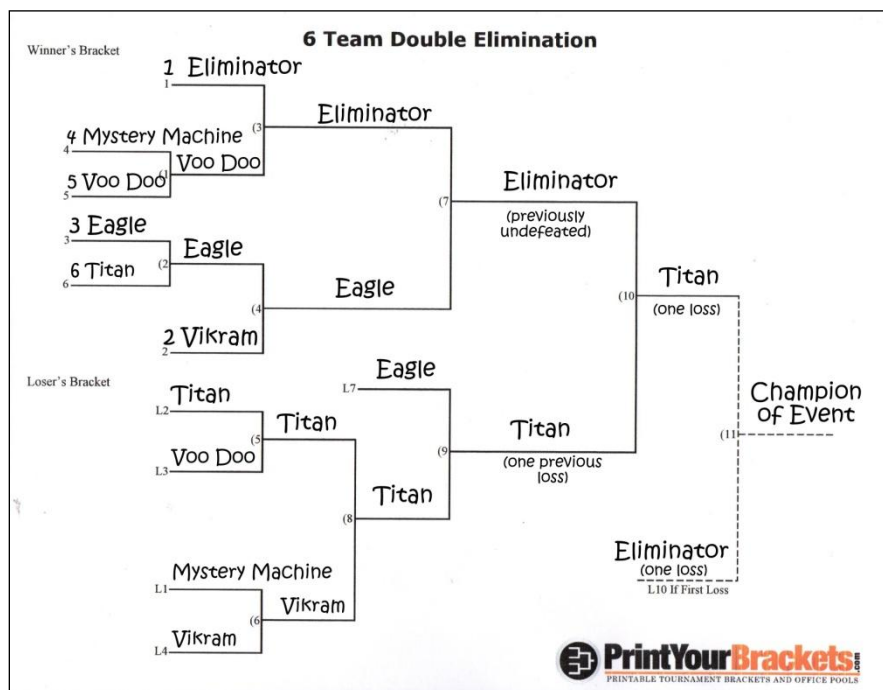 6 Team Double Elimination
Winner's Bracket
1 Eliminator
1
(3
Eliminator
4 Mystery Machine
4
(1
Voo Doo
5 Voo Doo
5
(7
Eliminator
(previously
undefeated)
3 Eagle
3
(2
Eagle
6 Titan
6
(4
Eagle
2 Vikram
2
(10
Titan
(one loss)
Loser's Bracket
Eagle
L7
Titan
L2
(5
Titan
Voo Doo
L3
(9
Titan
(one previous
loss)
(8
Titan
(11
Champion
of Event
Mystery Machine
L1
(6
Vikram
Vikram
L4
Eliminator
(one loss)
L10 If First Loss
PrintYourBrackets.com
PRINTABLE TOURNAMENT BRACKETS AND OFFICE POOLS